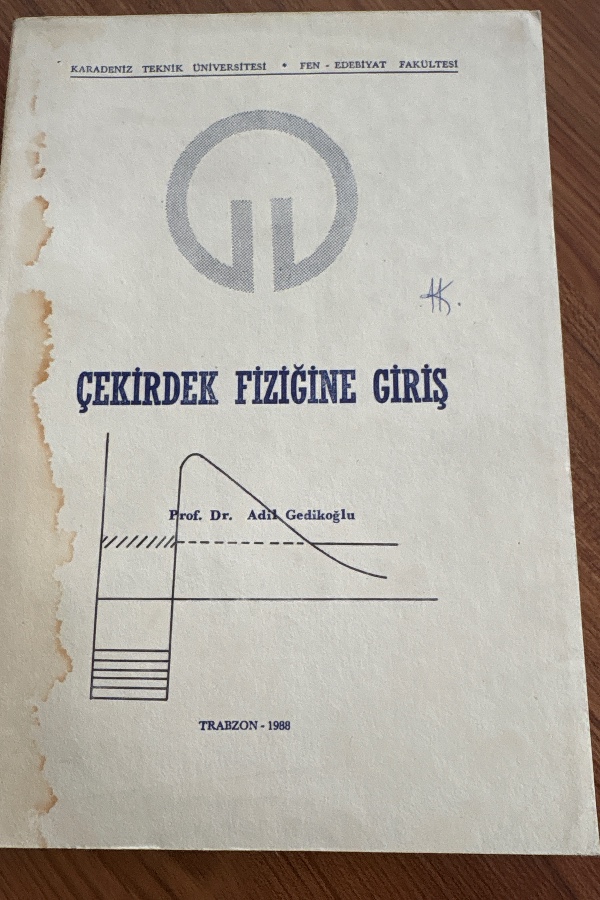 KARADENİZ TEKNİK ÜNİVERSİTESİ • FEN - EDEBİYAT FAKÜLTESİ
AK.
ÇEKİRDEK FİZİĞİNE GİRİŞ
Prof. Dr. Adil Gedikoğlu
TRABZON - 1988